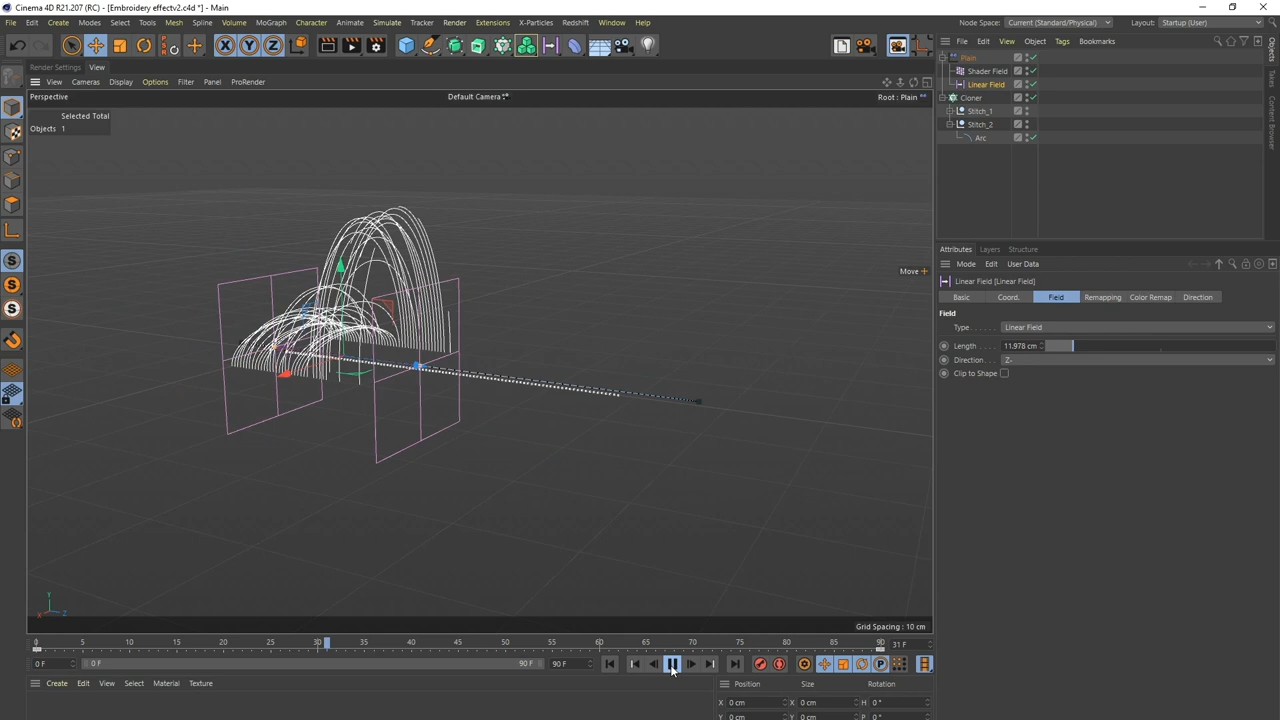 Cinema 4D R21.207 (RC) - [Embroidery effectv2.c4d *] - Main
File Edit Create Modes Select Tools Mesh Spline Volume MoGraph Character Animate Simulate Tracker Render Extensions X-Particles Redshift Window Help
Node Space: Current (Standard/Physical) Layout: Startup (User)
X Y Z
Render Settings View
View Cameras Display Options Filter Panel ProRender
Perspective Default Camera Root : Plain
Selected Total
Objects 1
Move
Y
X Z
Grid Spacing : 10 cm
File Edit View Object Tags Bookmarks
Plain
Shader Field
Linear Field
Cloner
Stitch_1
Stitch_2
Arc
Objects
Takes
Content Browser
Attributes Layers Structure
Mode Edit User Data
Linear Field [Linear Field]
Basic Coord. Field Remapping Color Remap Direction
Field
Type Linear Field
Length 11.978 cm
Direction Z-
Clip to Shape
0 5 10 15 20 25 30 35 40 45 50 55 60 65 70 75 80 85 90 31 F
0 F 0 F 90 F 90 F
Create Edit View Select Material Texture
Position Size Rotation
X 0 cm X 0 cm H 0 °
Y 0 cm Y 0 cm P 0 °